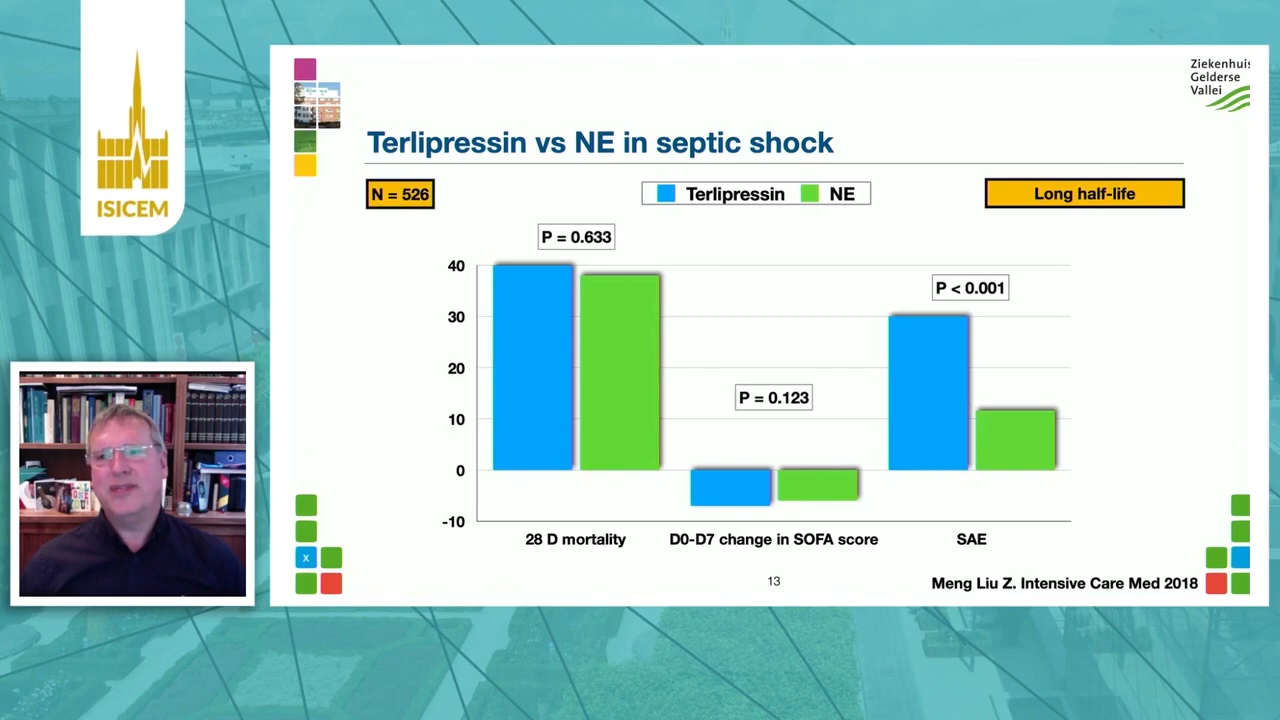 ISICEM
Ziekenhuis
Gelderse
Vallei
Terlipressin vs NE in septic shock
N = 526
Terlipressin
NE
Long half-life
P = 0.633
P < 0.001
P = 0.123
40
30
20
10
0
-10
28 D mortality
D0-D7 change in SOFA score
SAE
x
13
Meng Liu Z. Intensive Care Med 2018